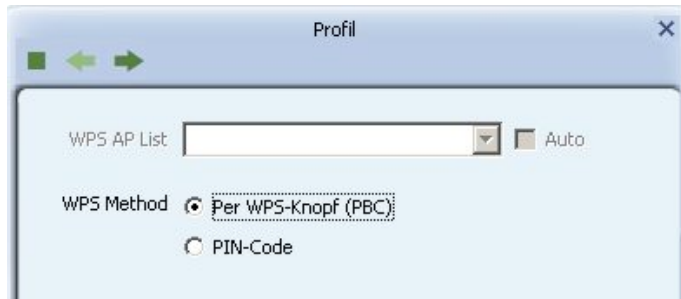 Profil
WPS AP List Auto
WPS Method Per WPS-Knopf (PBC)
PIN-Code